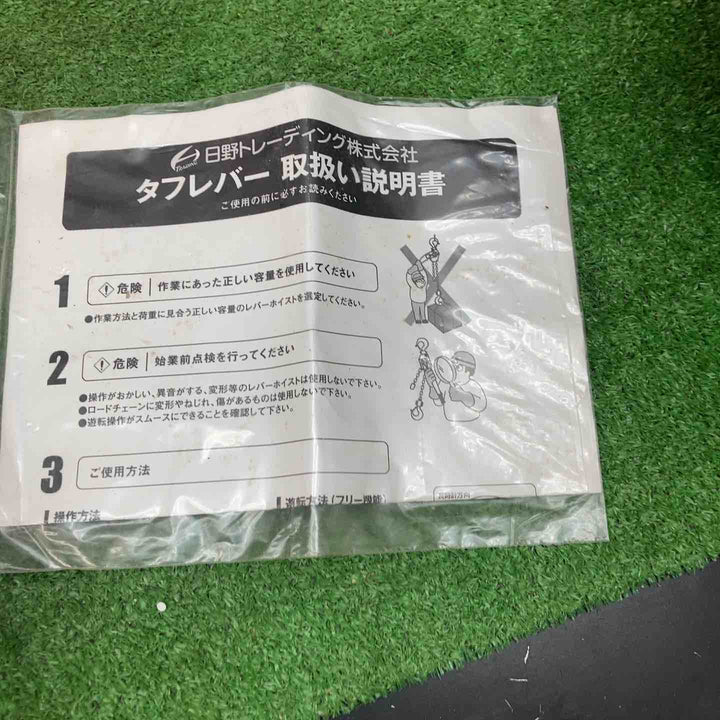 TRADING 日野トレーディング株式会社
タフレバー 取扱い説明書
ご使用の前に必ずお読みください
1 危険 作業にあった正しい容量を使用してください
●作業方法と荷重に見合う正しい容量のレバーホイストを選定してください。
2 危険 始業前点検を行ってください
●操作がおかしい、異音がする、変形等のレバーホイストは使用しないで下さい。
●ロードチェーンに変形やねじれ、傷があるものは使用しないで下さい。
●遊転操作がスムースにできることを確認して下さい。
3 ご使用方法
操作方法
遊転方法(フリー機能)
反時計方向